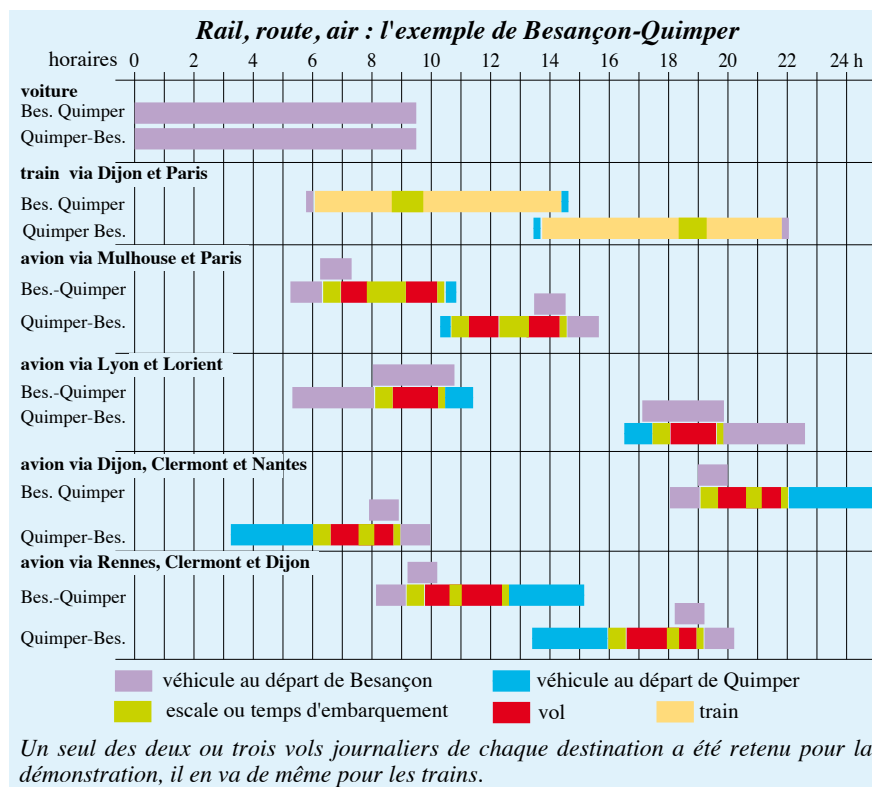 Rail, route, air : l'exemple de Besançon-Quimper
horaires 0 2 4 6 8 10 12 14 16 18 20 22 24 h
voiture
Bes. Quimper
Quimper-Bes.
train via Dijon et Paris
Bes. Quimper
Quimper Bes.
avion via Mulhouse et Paris
Bes.-Quimper
Quimper-Bes.
avion via Lyon et Lorient
Bes.-Quimper
Quimper-Bes.
avion via Dijon, Clermont et Nantes
Bes. Quimper
Quimper-Bes.
avion via Rennes, Clermont et Dijon
Bes.-Quimper
Quimper-Bes.
véhicule au départ de Besançon
véhicule au départ de Quimper
escale ou temps d'embarquement
vol
train
Un seul des deux ou trois vols journaliers de chaque destination a été retenu pour la
démonstration, il en va de même pour les trains.